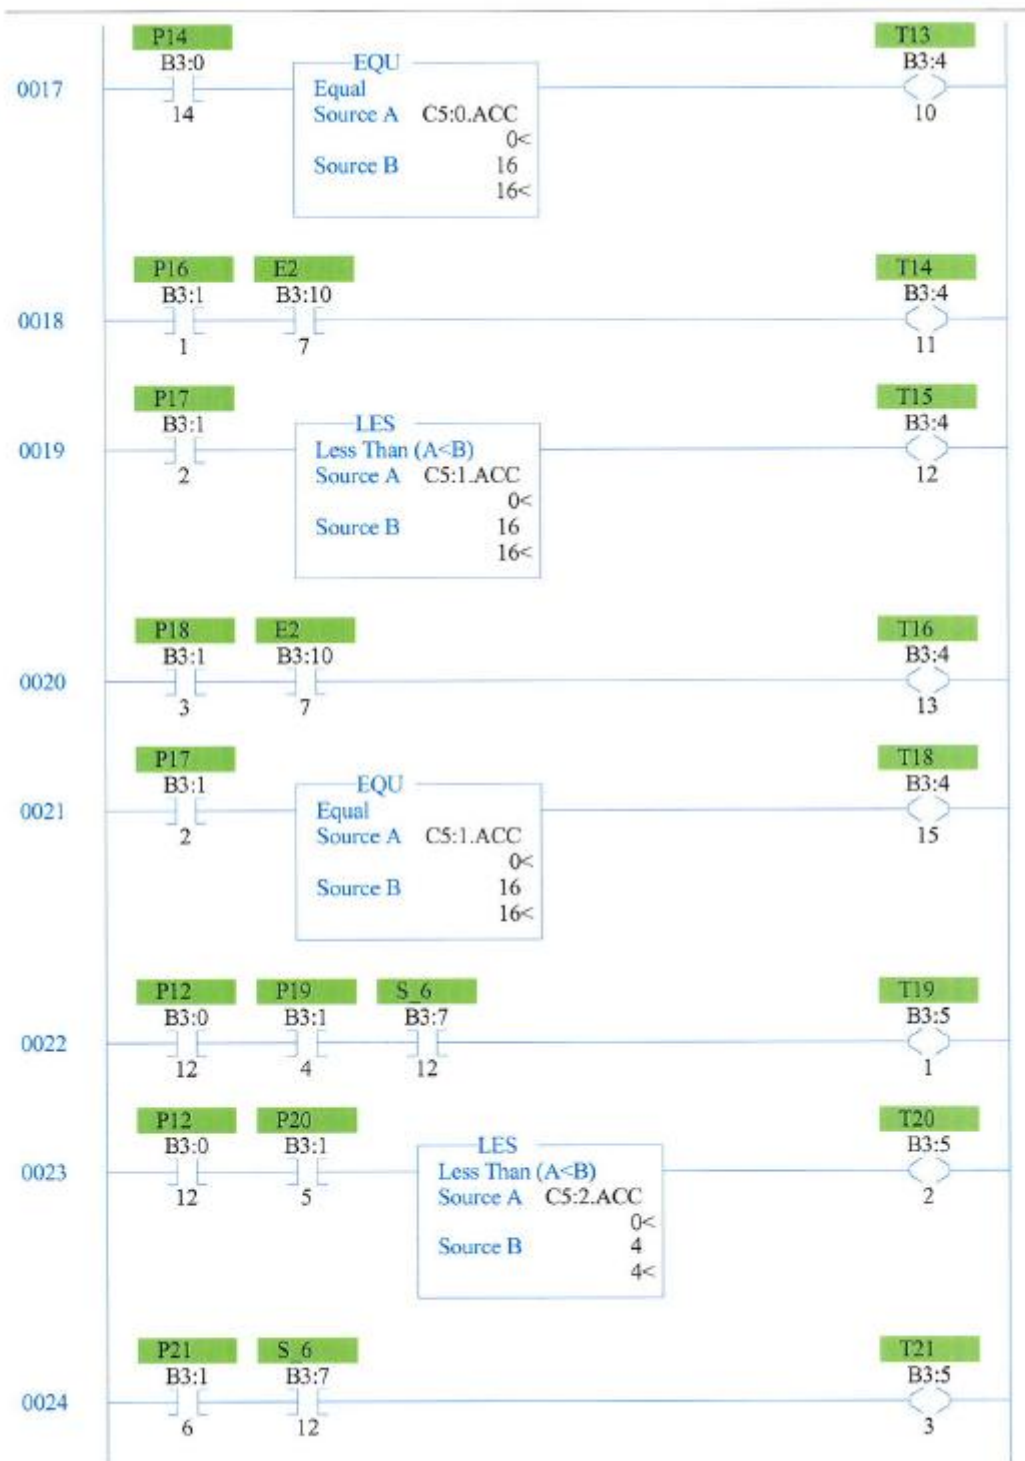 P14 T13
B3:0 EQU B3:4
0017 Equal
14 Source A C5:0.ACC 10
0<
Source B 16
16<
P16 E2 T14
B3:1 B3:10 B3:4
0018
1 7 11
P17 T15
B3:1 LES B3:4
0019 Less Than (A<B)
2 Source A C5:1.ACC 12
0<
Source B 16
16<
P18 E2 T16
B3:1 B3:10 B3:4
0020
3 7 13
P17 T18
B3:1 EQU B3:4
0021 Equal
2 Source A C5:1.ACC 15
0<
Source B 16
16<
P12 P19 S_6 T19
B3:0 B3:1 B3:7 B3:5
0022
12 4 12 1
P12 P20 T20
B3:0 B3:1 LES B3:5
0023 Less Than (A<B)
12 5 Source A C5:2.ACC 2
0<
Source B 4
4<
P21 S_6 T21
B3:1 B3:7 B3:5
0024
6 12 3